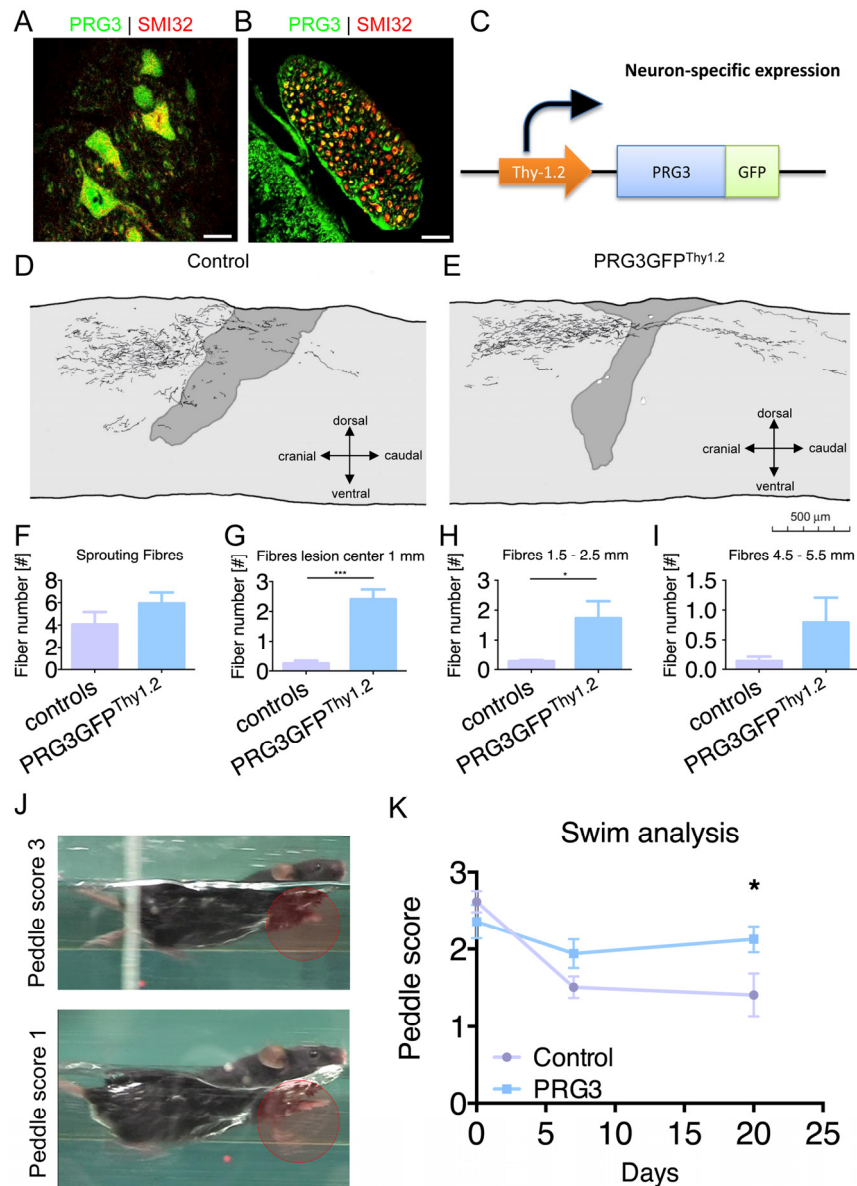 A
PRG3 | SMI32
B
PRG3 | SMI32
C
Neuron-specific expression
Thy-1.2
PRG3
GFP
D
Control
E
PRG3GFPThy1.2
dorsal
cranial
caudal
ventral
dorsal
cranial
caudal
ventral
500 µm
F
Sprouting Fibres
Fiber number [#]
8
6
4
2
0
controls
PRG3GFPThy1.2
G
Fibres lesion center 1 mm
Fiber number [#]
3
2
1
0
***
controls
PRG3GFPThy1.2
H
Fibres 1.5 - 2.5 mm
Fiber number [#]
3
2
1
0
*
controls
PRG3GFPThy1.2
I
Fibres 4.5 - 5.5 mm
Fiber number [#]
1.5
1.0
0.5
0.0
controls
PRG3GFPThy1.2
J
Peddle score 3
Peddle score 1
K
Swim analysis
Peddle score
3
2
1
0
*
Control
PRG3
0
5
10
15
20
25
Days